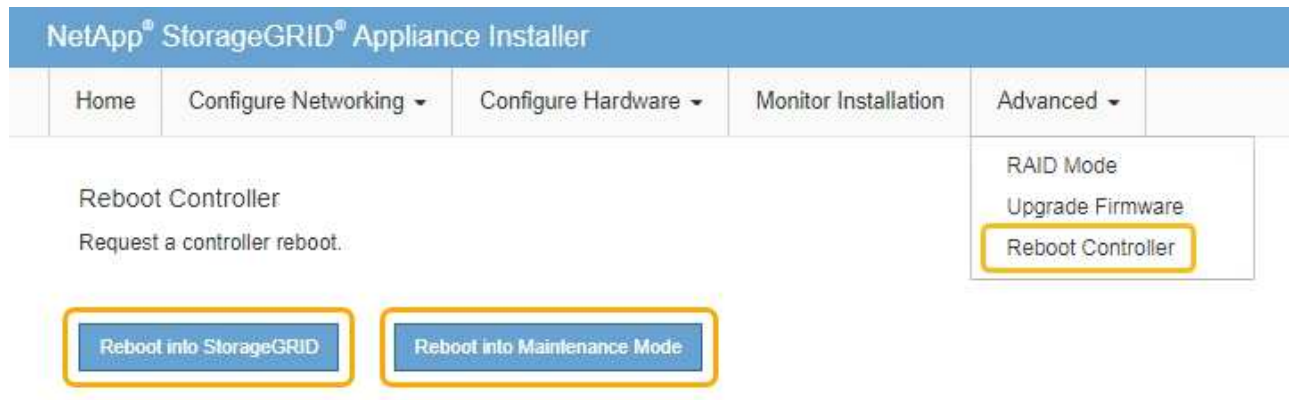 NetApp® StorageGRID® Appliance Installer
Home Configure Networking Configure Hardware Monitor Installation Advanced
RAID Mode
Upgrade Firmware
Reboot Controller
Reboot Controller
Request a controller reboot.
Reboot into StorageGRID Reboot into Maintenance Mode